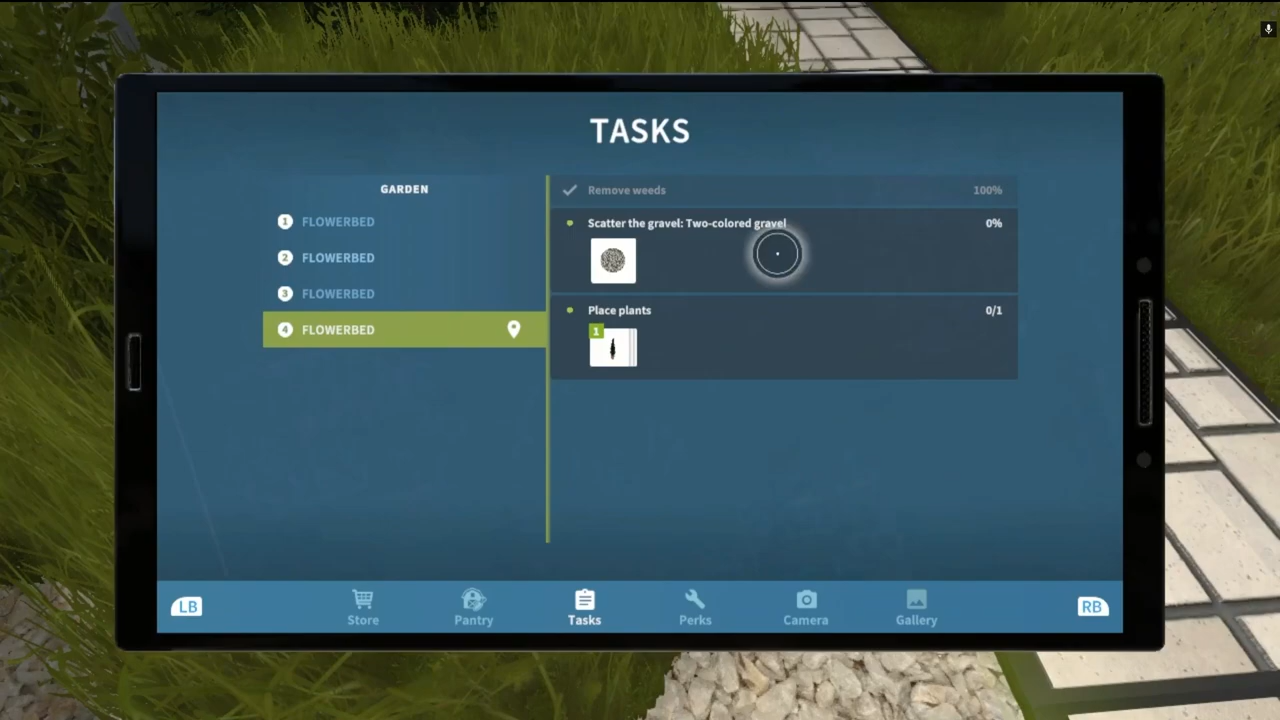 TASKS
GARDEN
1 FLOWERBED
2 FLOWERBED
3 FLOWERBED
4 FLOWERBED
Remove weeds 100%
Scatter the gravel: Two-colored gravel 0%
Place plants 0/1
1
LB
Store
Pantry
Tasks
Perks
Camera
Gallery
RB